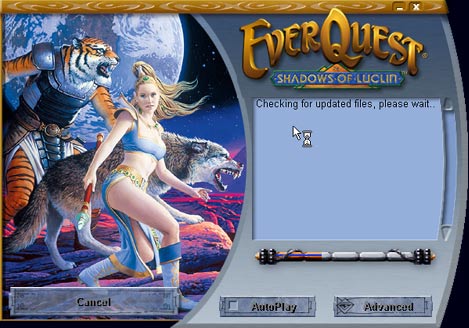 EVERQUEST®
SHADOWS OF LUCLIN
Checking for updated files, please wait..
Cancel
AutoPlay
Advanced